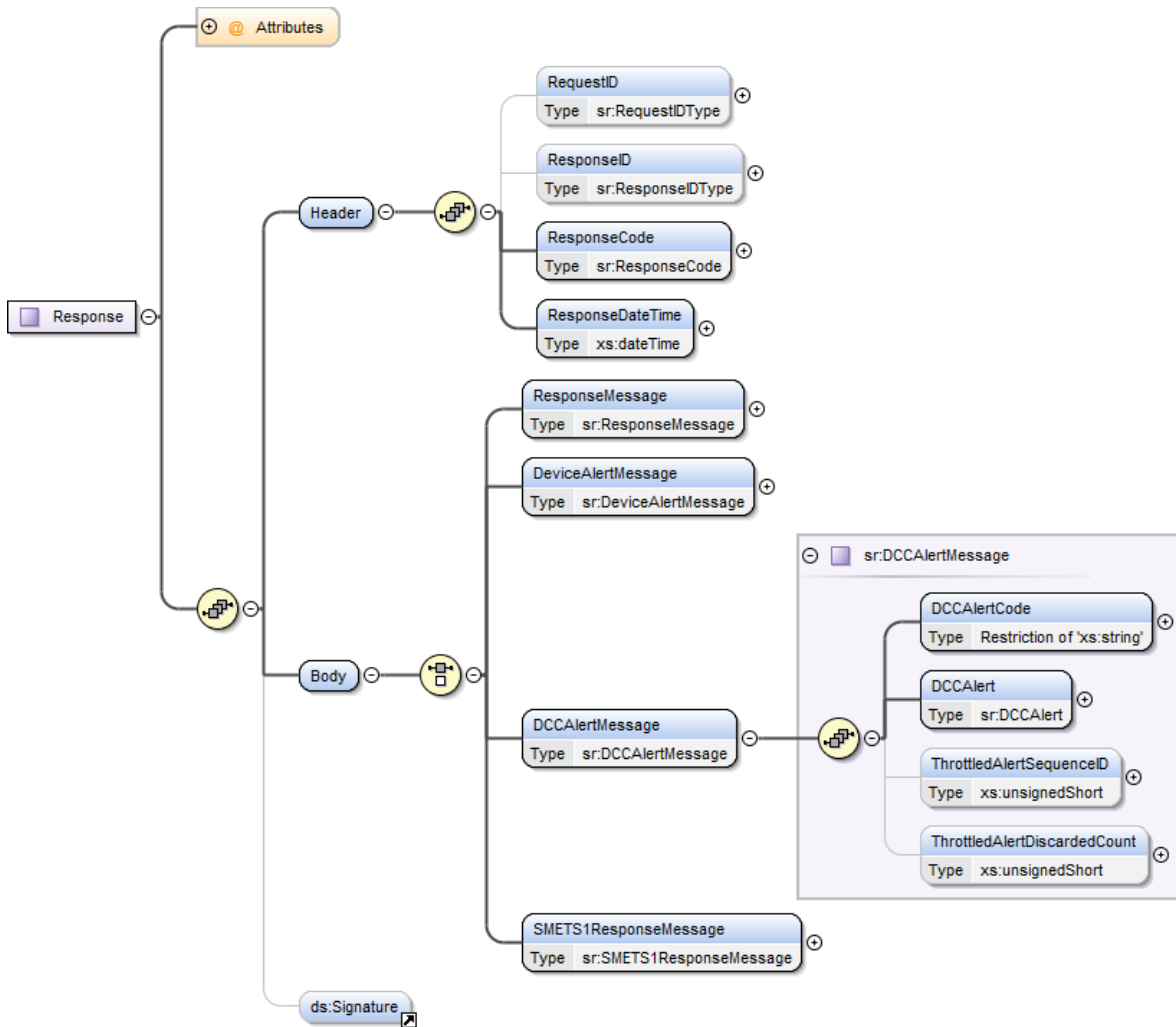 @ Attributes
RequestID
Type sr:RequestIDType
ResponseID
Type sr:ResponseIDType
Header
ResponseCode
Type sr:ResponseCode
Response
ResponseDateTime
Type xs:dateTime
ResponseMessage
Type sr:ResponseMessage
DeviceAlertMessage
Type sr:DeviceAlertMessage
sr:DCCAlertMessage
DCCAlertCode
Type Restriction of 'xs:string'
Body
DCCAlert
Type sr:DCCAlert
DCCAlertMessage
Type sr:DCCAlertMessage
ThrottledAlertSequenceID
Type xs:unsignedShort
ThrottledAlertDiscardedCount
Type xs:unsignedShort
SMETS1ResponseMessage
Type sr:SMETS1ResponseMessage
ds:Signature